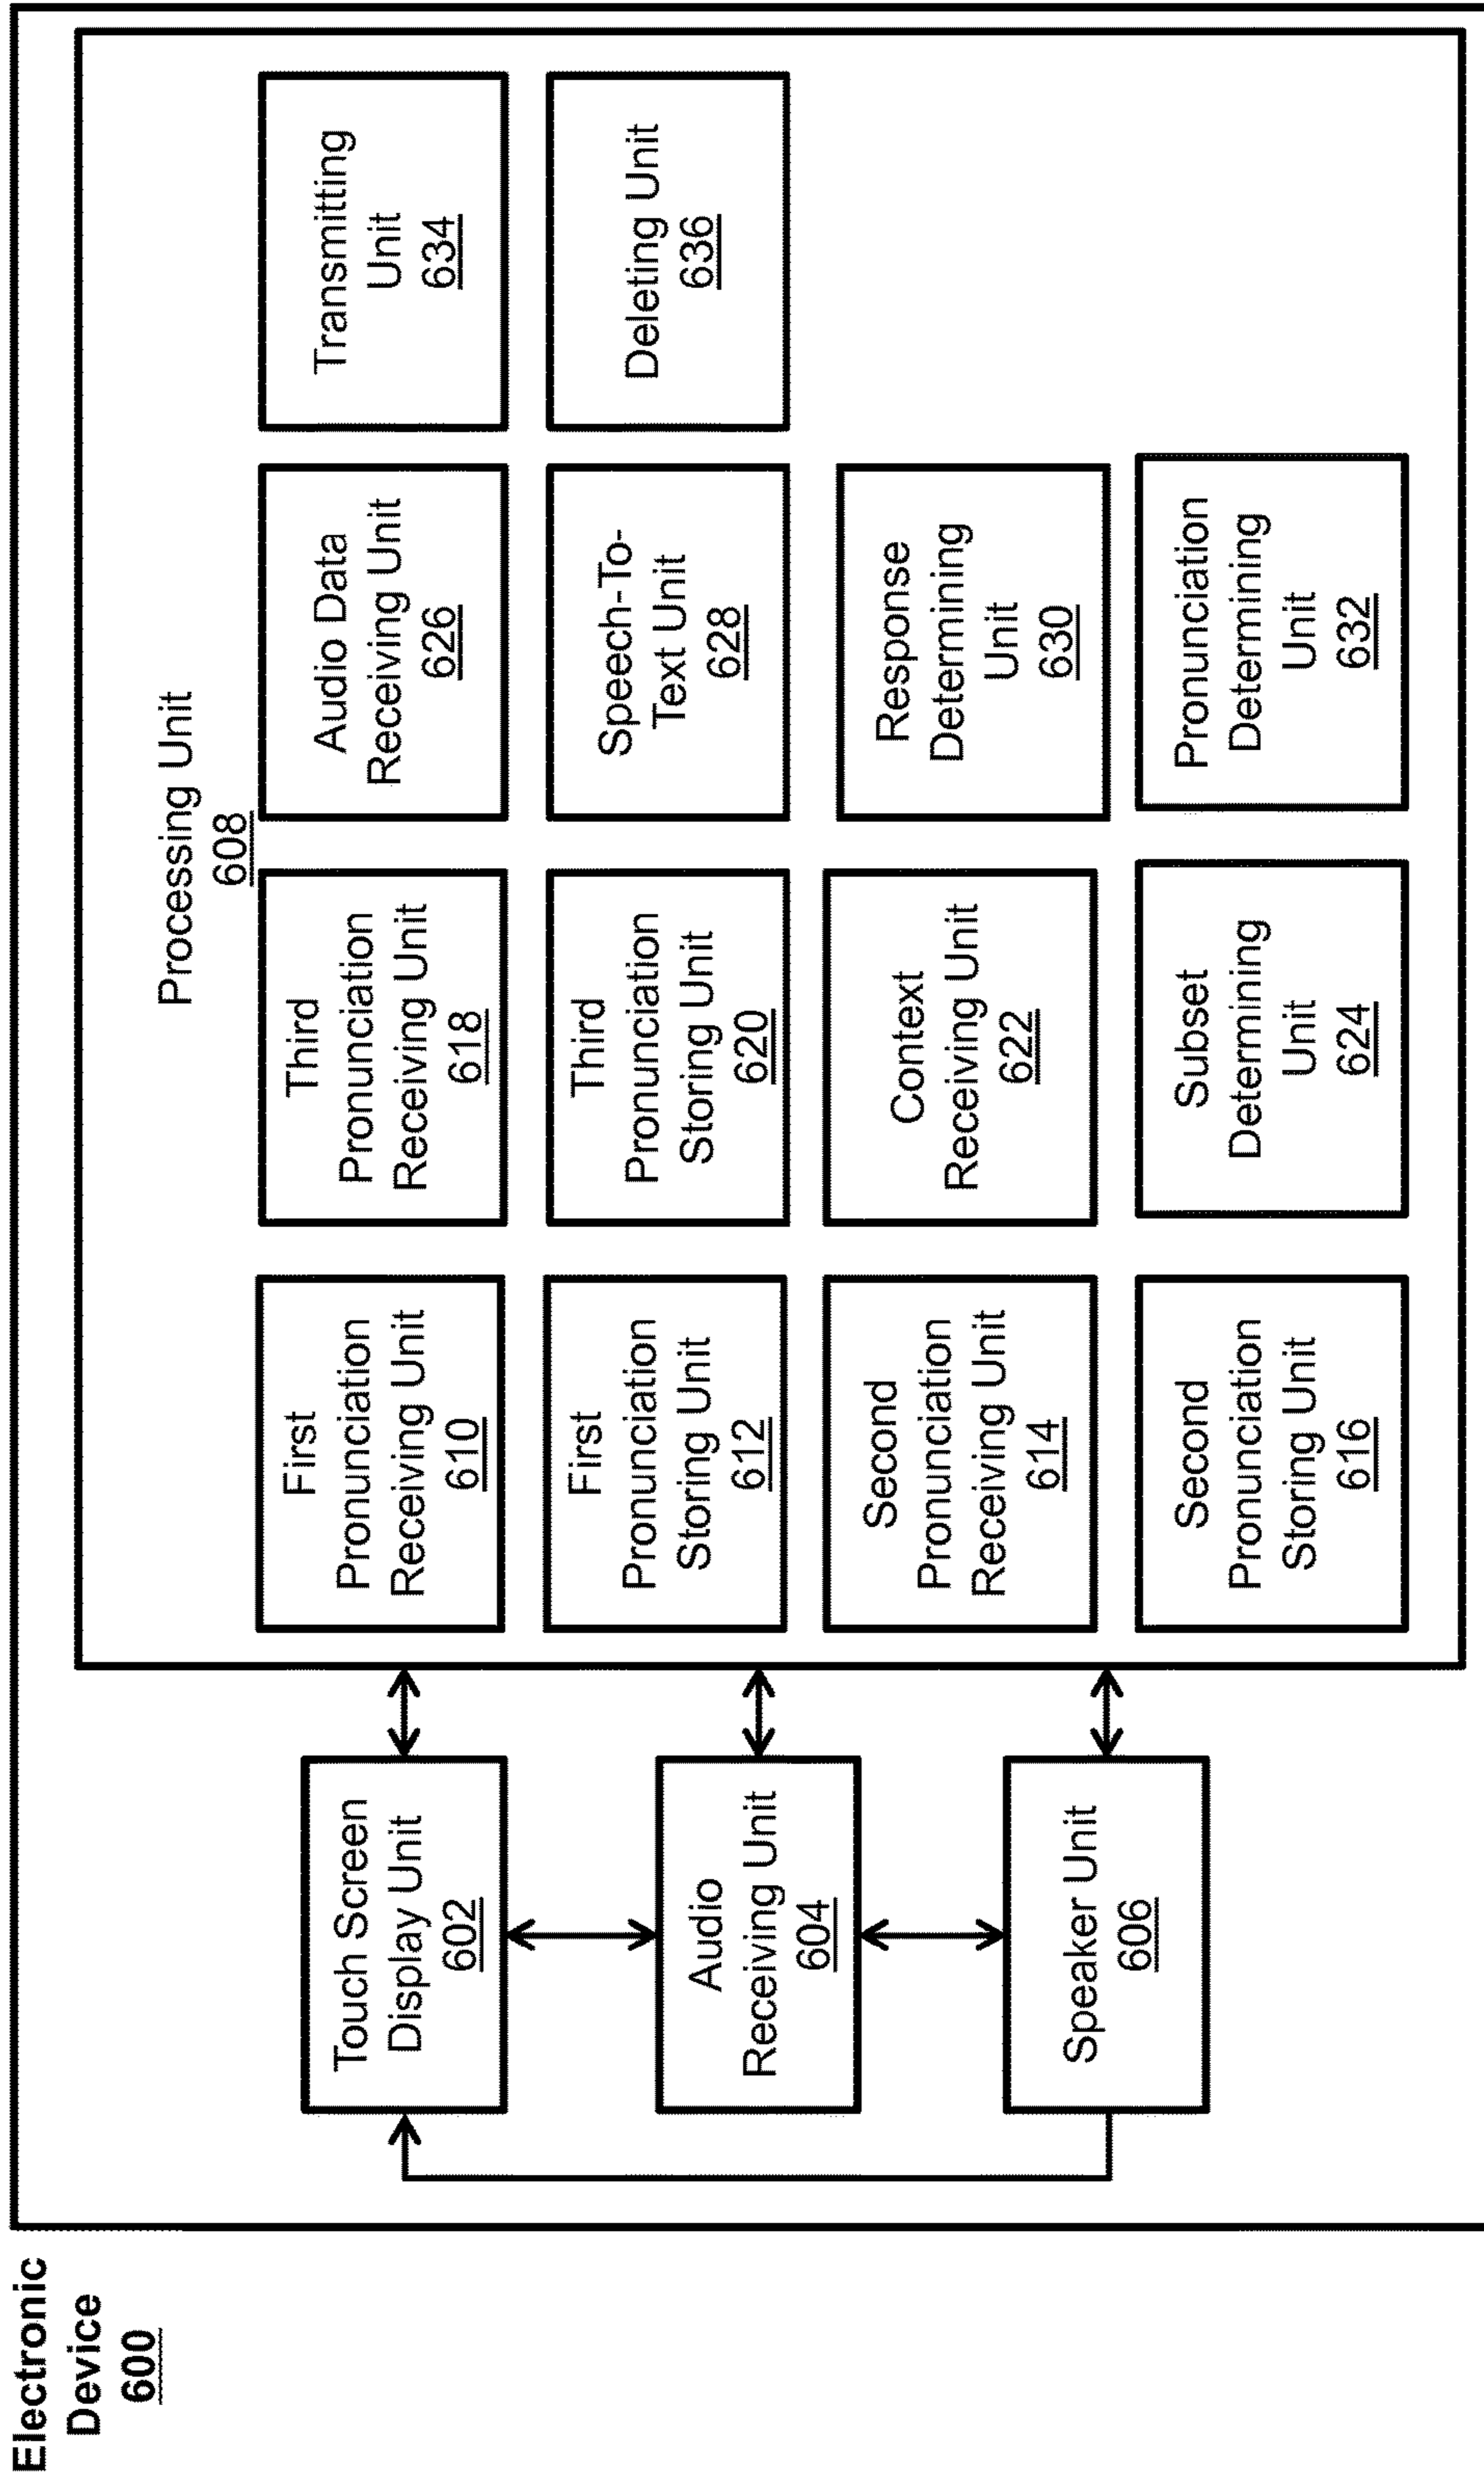 Electronic
Device
600
Touch Screen
Display Unit
602
Audio
Receiving Unit
604
Speaker Unit
606
Processing Unit
608
First
Pronunciation
Receiving Unit
610
First
Pronunciation
Storing Unit
612
Second
Pronunciation
Receiving Unit
614
Second
Pronunciation
Storing Unit
616
Third
Pronunciation
Receiving Unit
618
Third
Pronunciation
Storing Unit
620
Context
Receiving Unit
622
Subset
Determining
Unit
624
Audio Data
Receiving Unit
626
Speech-To-
Text Unit
628
Response
Determining
Unit
630
Pronunciation
Determining
Unit
632
Transmitting
Unit
634
Deleting Unit
636